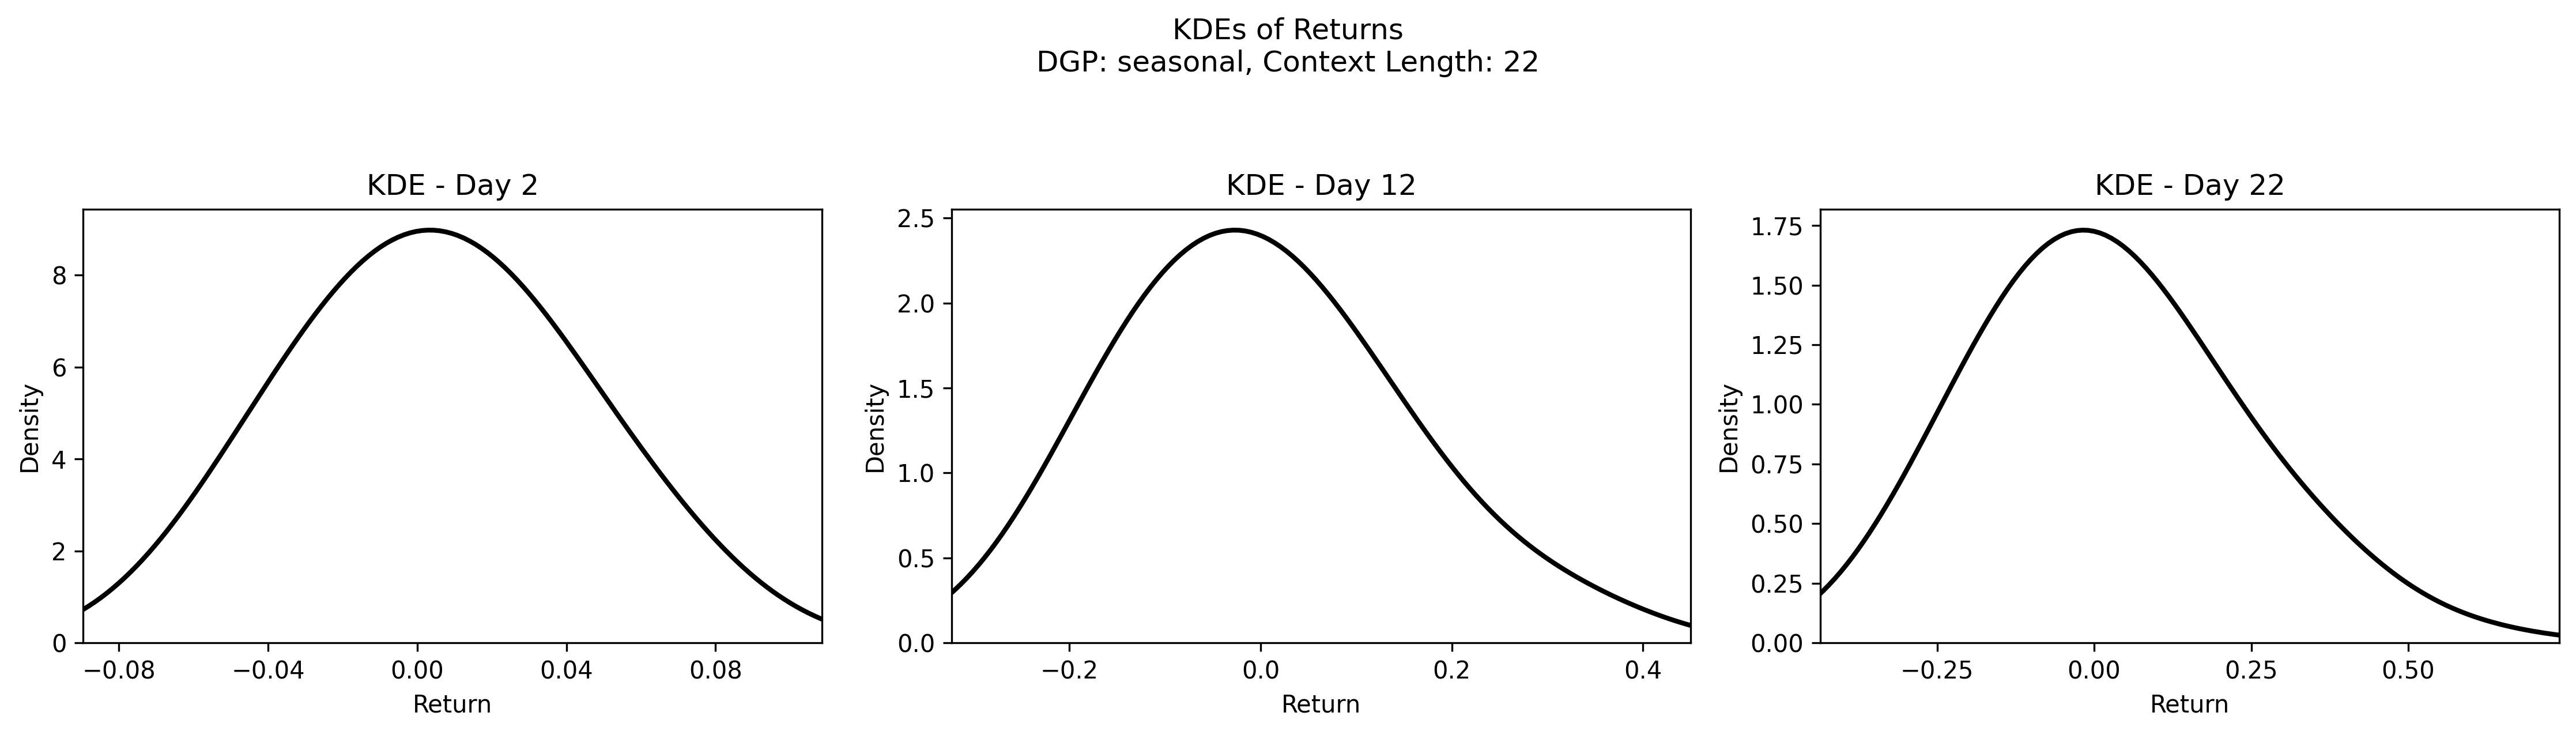 KDEs of Returns
DGP: seasonal, Context Length: 22
KDE - Day 2
Density
8
6
4
2
0
−0.08 −0.04 0.00 0.04 0.08
Return
KDE - Day 12
Density
2.5
2.0
1.5
1.0
0.5
0.0
−0.2 0.0 0.2 0.4
Return
KDE - Day 22
Density
1.75
1.50
1.25
1.00
0.75
0.50
0.25
0.00
−0.25 0.00 0.25 0.50
Return